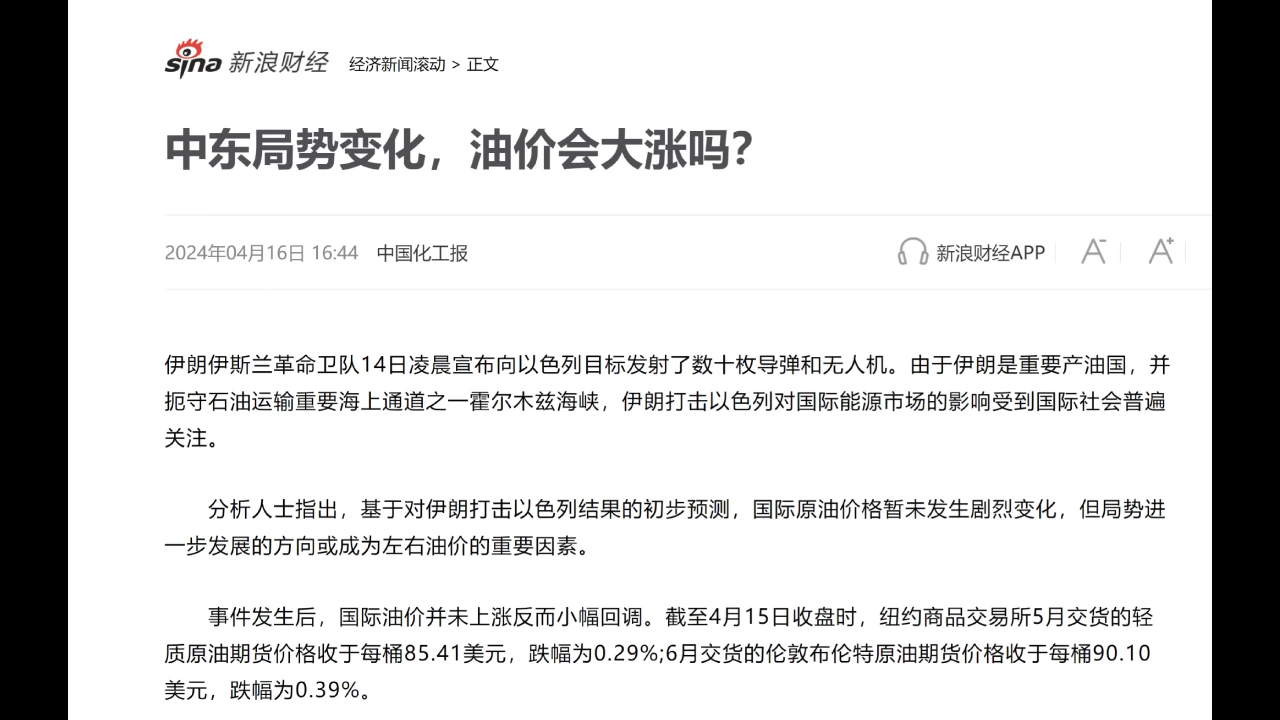 sina 新浪财经 经济新闻滚动 > 正文
中东局势变化，油价会大涨吗？
2024年04月16日 16:44 中国化工报 新浪财经APP A- A+
伊朗伊斯兰革命卫队14日凌晨宣布向以色列目标发射了数十枚导弹和无人机。由于伊朗是重要产油国，并
扼守石油运输重要海上通道之一霍尔木兹海峡，伊朗打击以色列对国际能源市场的影响受到国际社会普遍
关注。
分析人士指出，基于对伊朗打击以色列结果的初步预测，国际原油价格暂未发生剧烈变化，但局势进
一步发展的方向或成为左右油价的重要因素。
事件发生后，国际油价并未上涨反而小幅回调。截至4月15日收盘时，纽约商品交易所5月交货的轻
质原油期货价格收于每桶85.41美元，跌幅为0.29%;6月交货的伦敦布伦特原油期货价格收于每桶90.10
美元，跌幅为0.39%。